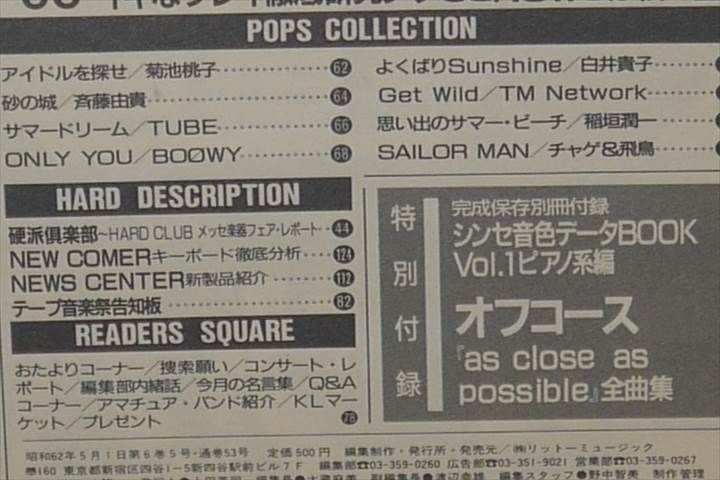 POPS COLLECTION
アイドルを探せ／菊池桃子 62
砂の城／斉藤由貴 64
サマードリーム／TUBE 66
ONLY YOU／BOØWY 68
よくばりSunshine／白井貴子
Get Wild／TM Network
思い出のサマー・ビーチ／稲垣潤一
SAILOR MAN／チャゲ&飛鳥
HARD DESCRIPTION
硬派倶楽部〜HARD CLUB メッセ楽器フェア・レポート 44
NEW COMERキーボード徹底分析 124
NEWS CENTER新製品紹介 112
テープ音楽祭告知板 82
READERS SQUARE
おたよりコーナー／捜索願い／コンサート・レ
ポート／編集部内緒話／今月の名言集／Q&A
コーナー／アマチュア・バンド紹介／KLマー
ケット／プレゼント 78
特別付録
完成保存別冊付録
シンセ音色データBOOK
Vol.1ピアノ系編
オフコース
『as close as
possible』全曲集
昭和62年5月1日第6巻5号・通巻53号 定価500円 編集制作・発行所・発売元／㈱リットーミュージック
〠160 東京都新宿区四谷1-5新四谷駅前ビル7F 編集部☎03-359-0260 広告部☎03-351-9021 営業部☎03-359-0267